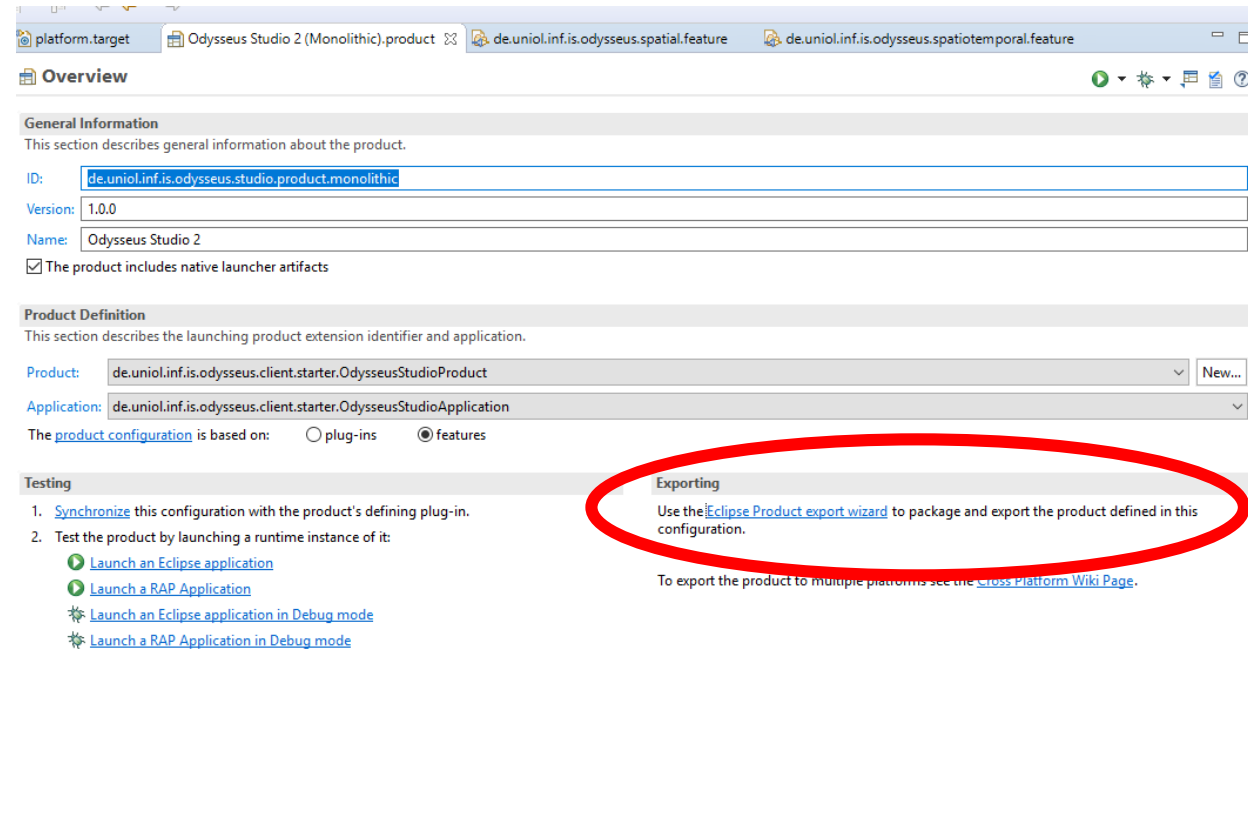 platform.target Odysseus Studio 2 (Monolithic).product de.uniol.inf.is.odysseus.spatial.feature de.uniol.inf.is.odysseus.spatiotemporal.feature
Overview
General Information
This section describes general information about the product.
ID: de.uniol.inf.is.odysseus.studio.product.monolithic
Version: 1.0.0
Name: Odysseus Studio 2
The product includes native launcher artifacts
Product Definition
This section describes the launching product extension identifier and application.
Product: de.uniol.inf.is.odysseus.client.starter.OdysseusStudioProduct New...
Application: de.uniol.inf.is.odysseus.client.starter.OdysseusStudioApplication
The product configuration is based on: plug-ins features
Testing
1. Synchronize this configuration with the product's defining plug-in.
2. Test the product by launching a runtime instance of it:
Launch an Eclipse application
Launch a RAP Application
Launch an Eclipse application in Debug mode
Launch a RAP Application in Debug mode
Exporting
Use the Eclipse Product export wizard to package and export the product defined in this
configuration.
To export the product to multiple platforms see the Cross Platform Wiki Page.